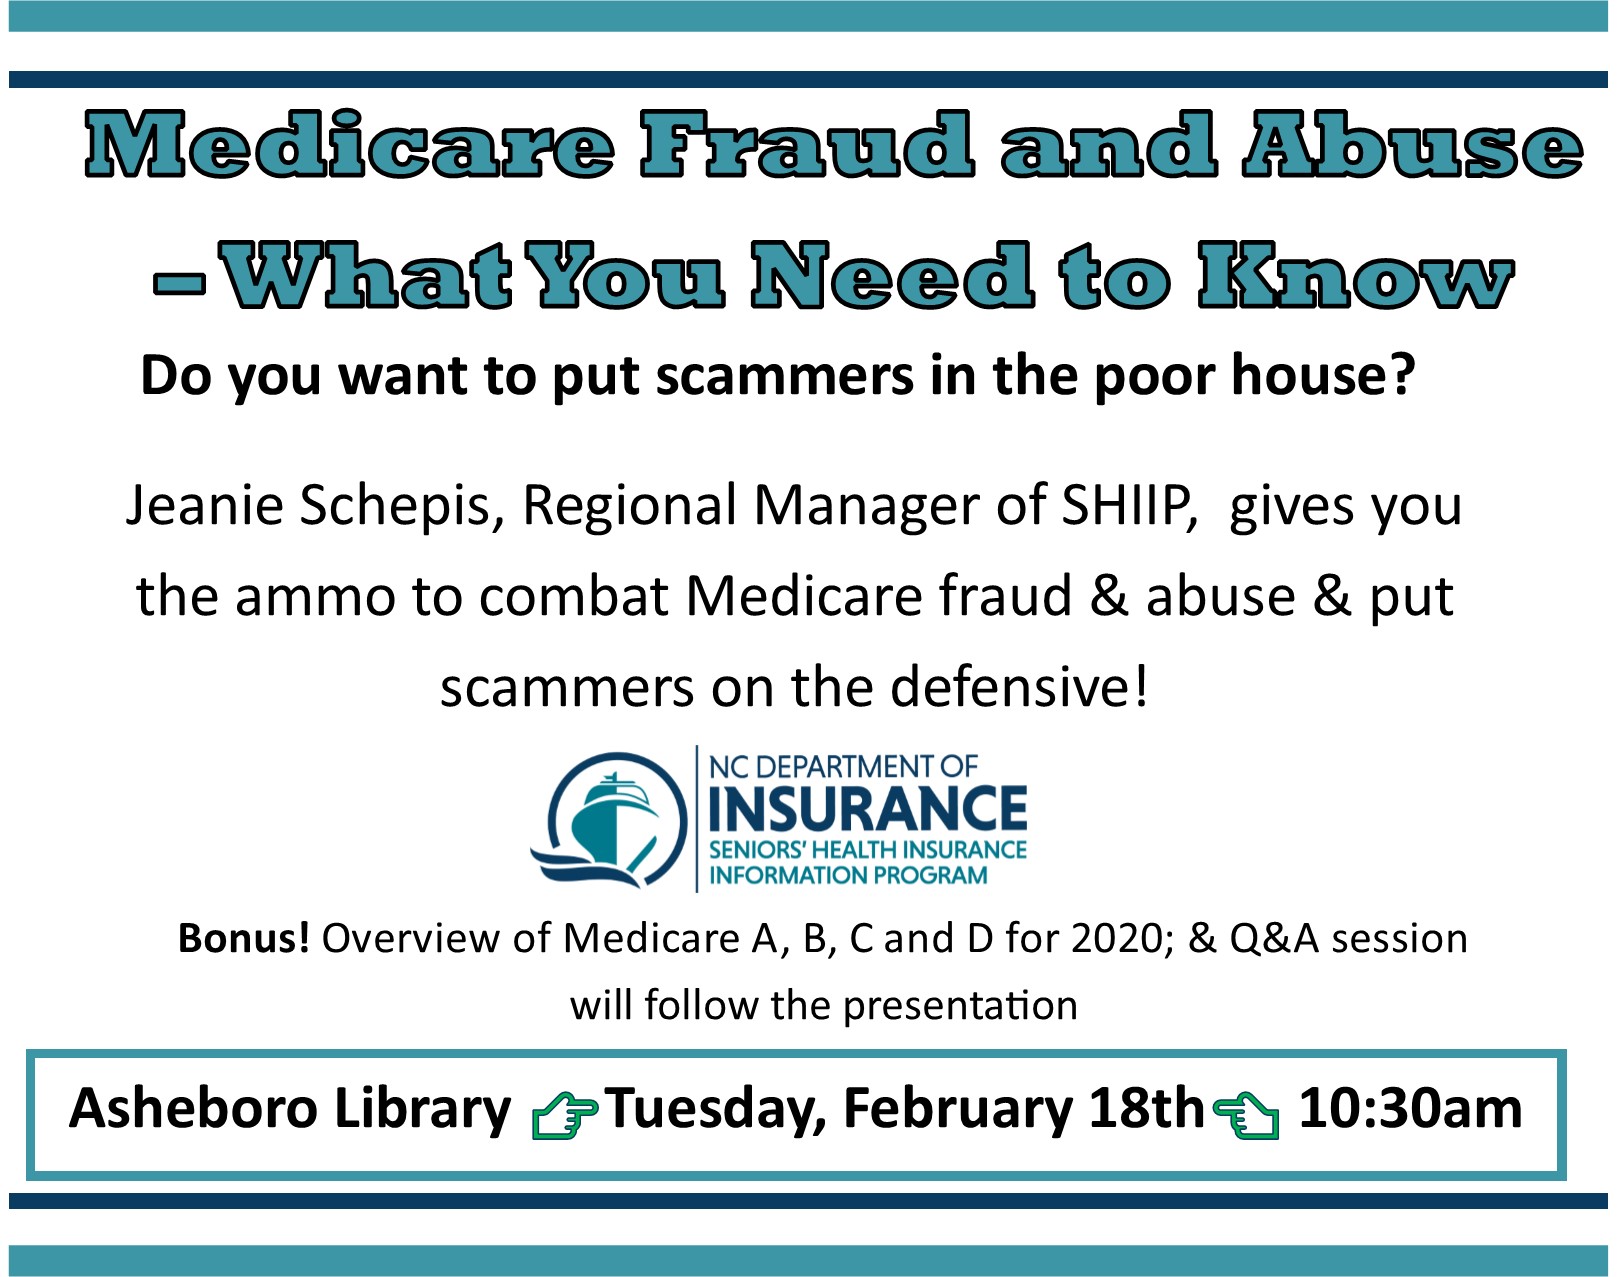 Medicare Fraud and Abuse
– What You Need to Know
Do you want to put scammers in the poor house?
Jeanie Schepis, Regional Manager of SHIIP, gives you
the ammo to combat Medicare fraud & abuse & put
scammers on the defensive!
NC DEPARTMENT OF
INSURANCE
SENIORS' HEALTH INSURANCE
INFORMATION PROGRAM
Bonus! Overview of Medicare A, B, C and D for 2020; & Q&A session
will follow the presentation
Asheboro Library Tuesday, February 18th 10:30am